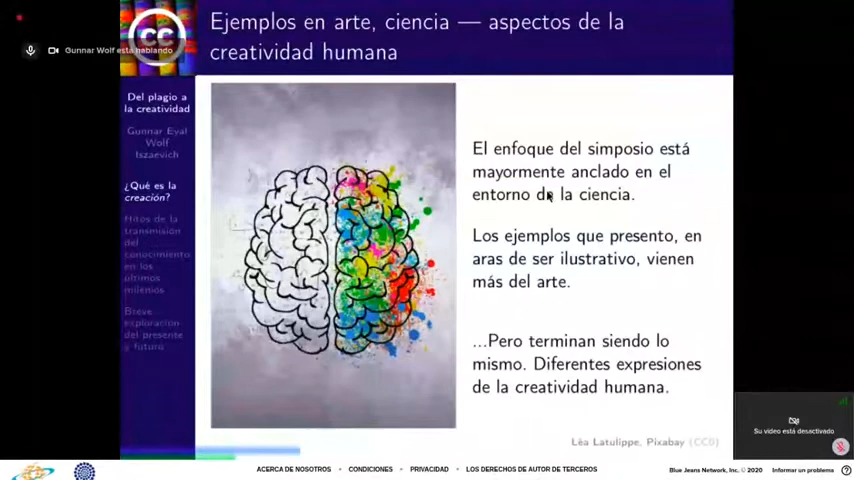 Ejemplos en arte, ciencia — aspectos de la
creatividad humana
cc
Gunnar Wolf está hablando
Del plagio a
la creatividad
Gunnar Eyal
Wolf
Iszaevich
¿Qué es la
creación?
Hitos de la
transmisión
del
conocimiento
en los
últimos
milenios
Breve
exploración
del presente
y futuro
El enfoque del simposio está
mayormente anclado en el
entorno de la ciencia.
Los ejemplos que presento, en
aras de ser ilustrativo, vienen
más del arte.
...Pero terminan siendo lo
mismo. Diferentes expresiones
de la creatividad humana.
Lèa Latulippe, Pixabay (CC0)
Su video está desactivado
ACERCA DE NOSOTROS • CONDICIONES • PRIVACIDAD • LOS DERECHOS DE AUTOR DE TERCEROS
Blue Jeans Network, Inc. © 2020 Informar un problema ?